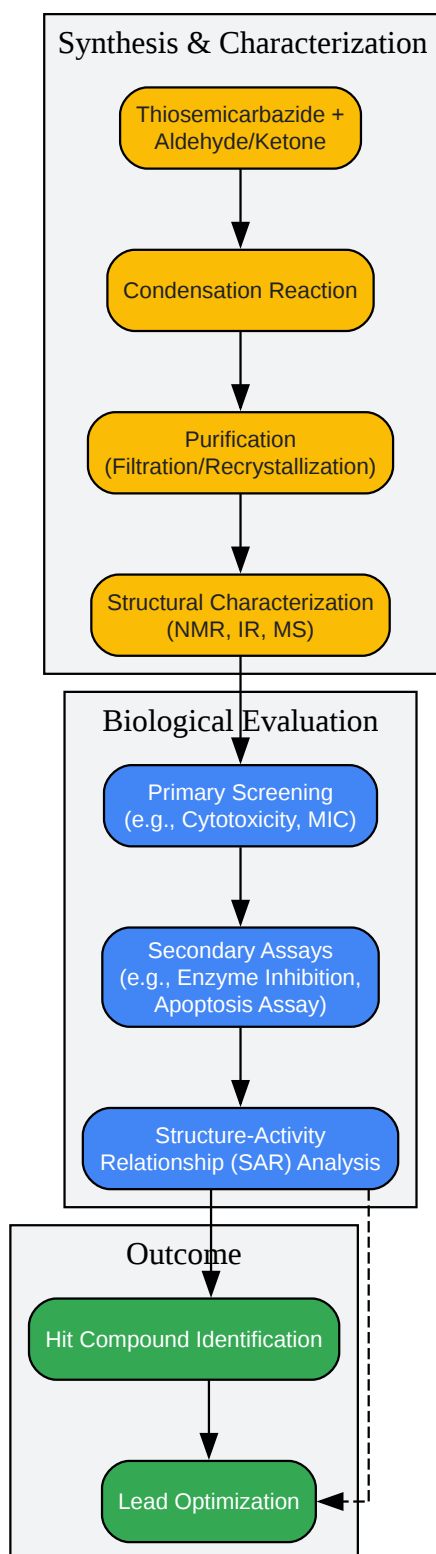 Synthesis & Characterization
Thiosemicarbazide +
Aldehyde/Ketone
Condensation Reaction
Purification
(Filtration/Recrystallization)
Structural Characterization
(NMR, IR, MS)
Biological Evaluation
Primary Screening
(e.g., Cytotoxicity, MIC)
Secondary Assays
(e.g., Enzyme Inhibition,
Apoptosis Assay)
Structure-Activity
Relationship (SAR) Analysis
Outcome
Hit Compound Identification
Lead Optimization